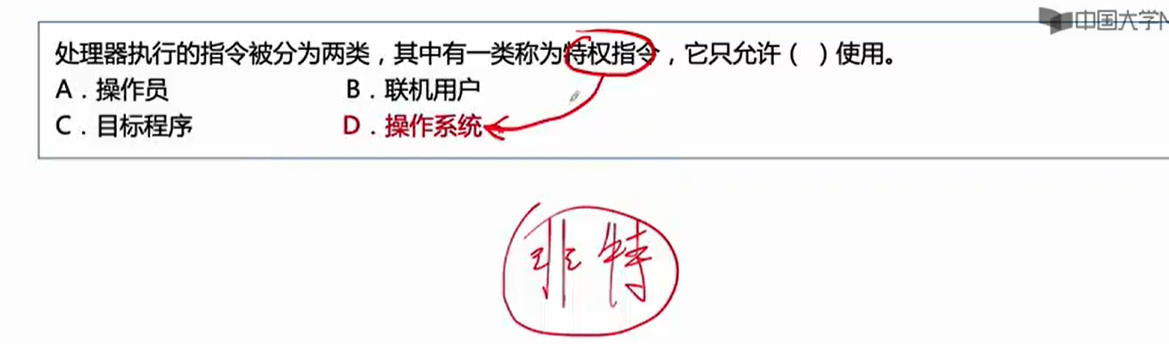 中国大学M
处理器执行的指令被分为两类，其中有一类称为特权指令，它只允许（ ）使用。
A．操作员 B．联机用户
C．目标程序 D．操作系统
非特